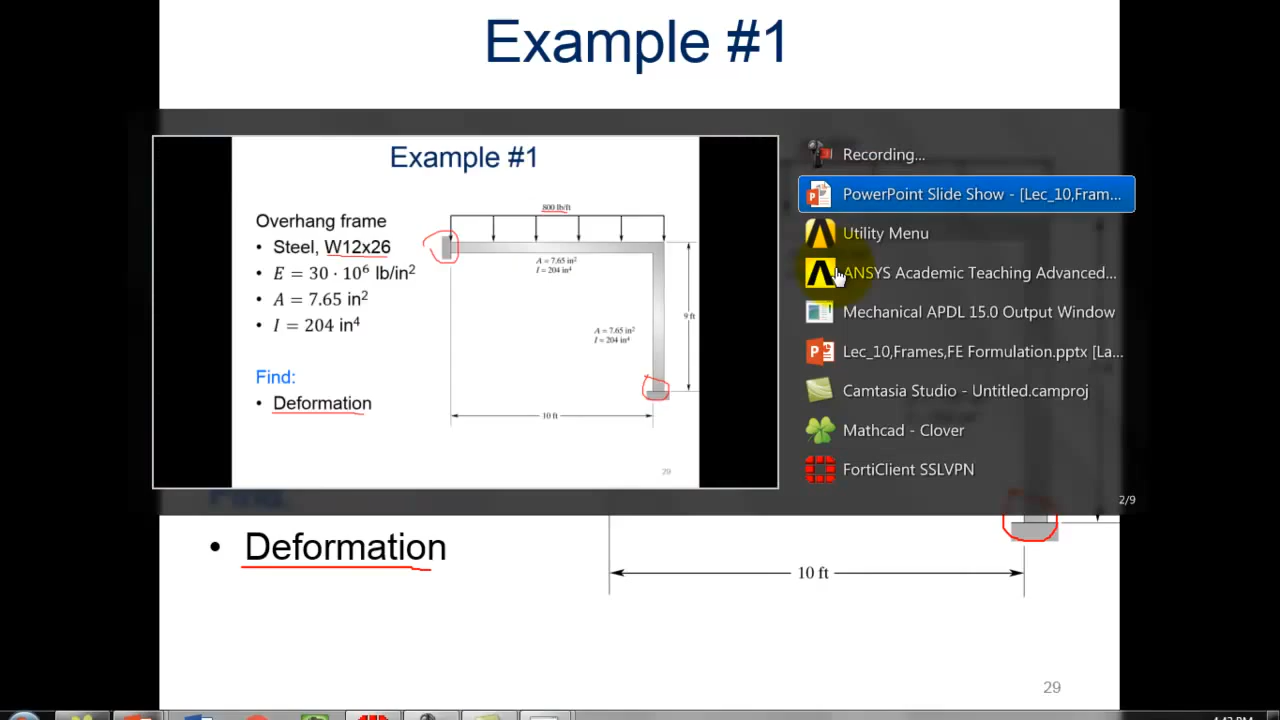 Example #1
Example #1
Overhang frame
• Steel, W12x26
• E = 30 · 10⁶ lb/in²
• A = 7.65 in²
• I = 204 in⁴
Find:
• Deformation
800 lb/ft
A = 7.65 in²
I = 204 in⁴
A = 7.65 in²
I = 204 in⁴
9 ft
10 ft
29
Recording...
PowerPoint Slide Show - [Lec_10,Fram...
Utility Menu
ANSYS Academic Teaching Advanced...
Mechanical APDL 15.0 Output Window
Lec_10,Frames,FE Formulation.pptx [La...
Camtasia Studio - Untitled.camproj
Mathcad - Clover
FortiClient SSLVPN
2/9
Find:
• Deformation
10 ft
29